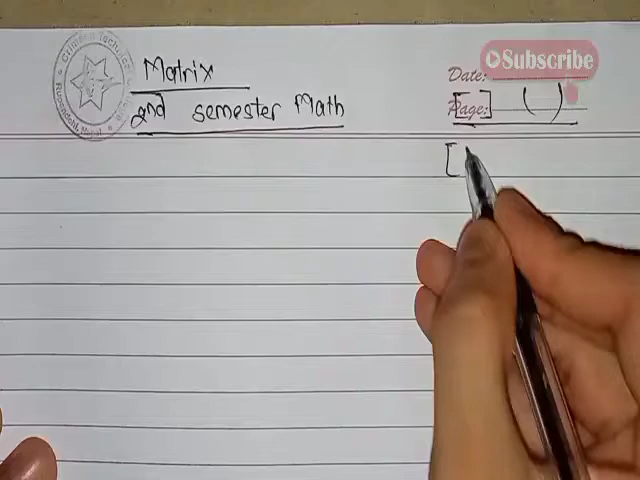 Matrix
2nd semester Math
Subscribe
Date:
Page: [ ] ( )
[